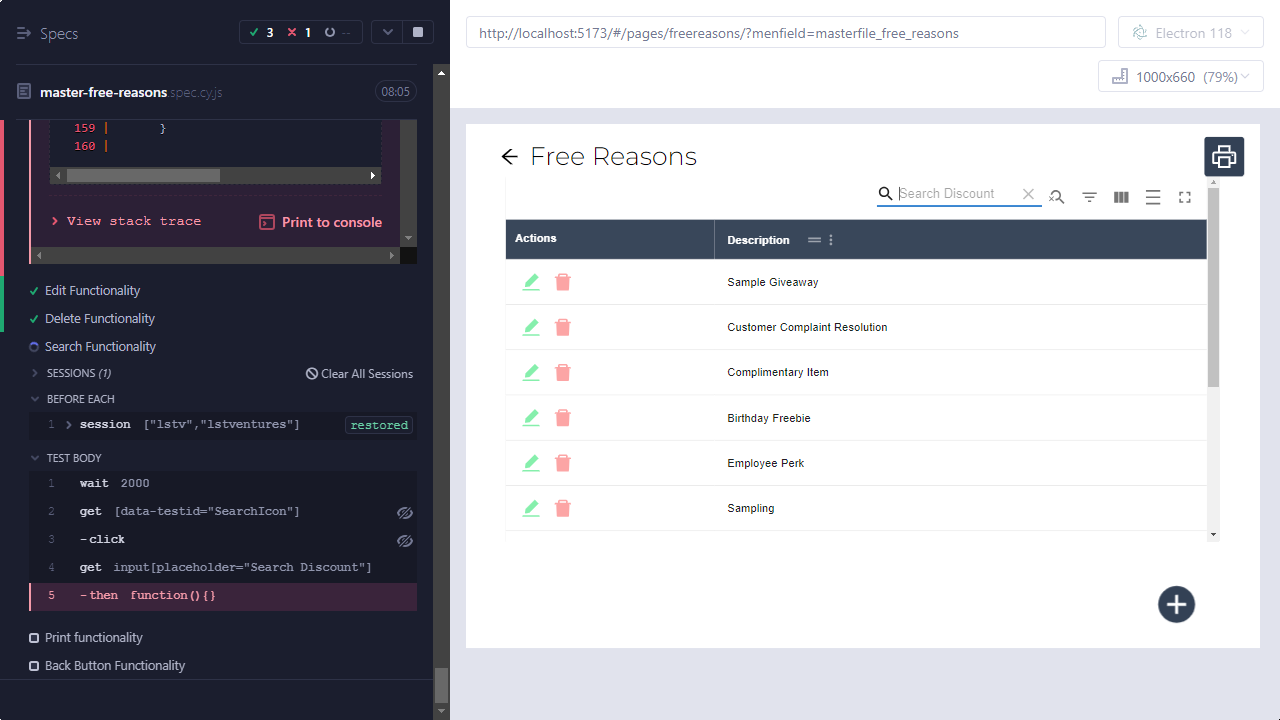 Specs
3 1 --
http://localhost:5173/#/pages/freereasons/?menfield=masterfile_free_reasons
Electron 118
1000x660 (79%)
master-free-reasons.spec.cy.js 08:05
159 | }
160 |
View stack trace Print to console
Edit Functionality
Delete Functionality
Search Functionality
SESSIONS (1) Clear All Sessions
BEFORE EACH
1 session ["lstv","lstventures"] restored
TEST BODY
1 wait 2000
2 get [data-testid="SearchIcon"]
3 -click
4 get input[placeholder="Search Discount"]
5 -then function(){}
Print functionality
Back Button Functionality
Free Reasons
Search Discount
Actions Description
Sample Giveaway
Customer Complaint Resolution
Complimentary Item
Birthday Freebie
Employee Perk
Sampling